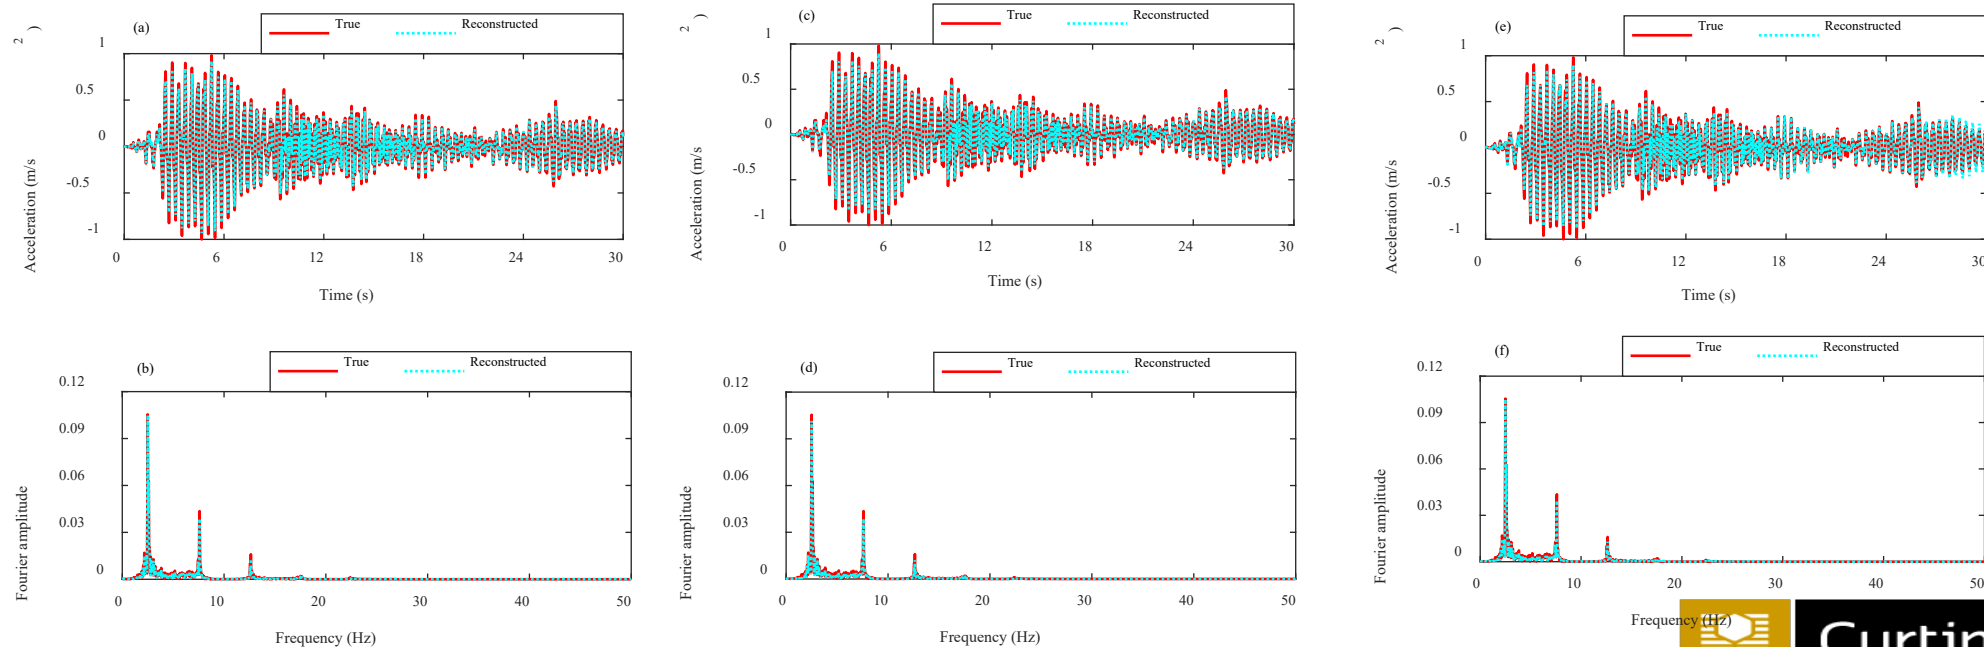 (a)
True Reconstructed
Acceleration (m/s
2
)
1
0.5
0
-0.5
-1
0 6 12 18 24 30
Time (s)
(c)
True Reconstructed
Acceleration (m/s
2
)
1
0.5
0
-0.5
-1
0 6 12 18 24 30
Time (s)
(e)
True Reconstructed
Acceleration (m/s
2
)
1
0.5
0
-0.5
-1
0 6 12 18 24 30
Time (s)
(b)
True Reconstructed
Fourier amplitude
0.12
0.09
0.06
0.03
0
0 10 20 30 40 50
Frequency (Hz)
(d)
True Reconstructed
Fourier amplitude
0.12
0.09
0.06
0.03
0
0 10 20 30 40 50
Frequency (Hz)
(f)
True Reconstructed
Fourier amplitude
0.12
0.09
0.06
0.03
0
0 10 20 30 40 50
Frequency (Hz)
Curtin